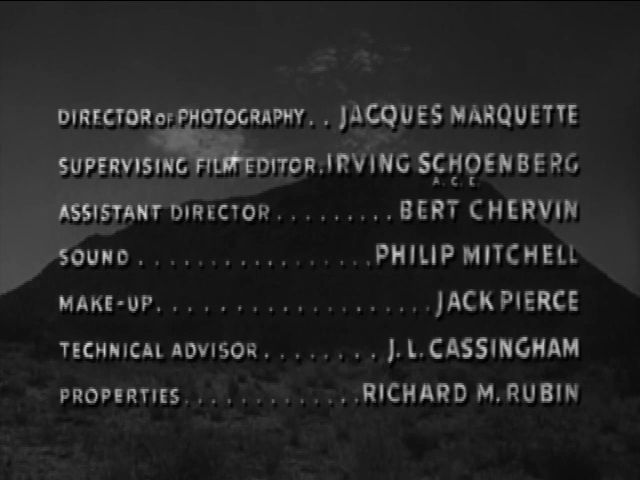 DIRECTOR OF PHOTOGRAPHY . . JACQUES MARQUETTE
SUPERVISING FILM EDITOR . IRVING SCHOENBERG
A. C. E.
ASSISTANT DIRECTOR . . . . . . . . . BERT CHERVIN
SOUND . . . . . . . . . . . . . . . . . PHILIP MITCHELL
MAKE-UP. . . . . . . . . . . . . . . . . . JACK PIERCE
TECHNICAL ADVISOR . . . . . . . . J. L. CASSINGHAM
PROPERTIES . . . . . . . . . . . . . RICHARD M. RUBIN